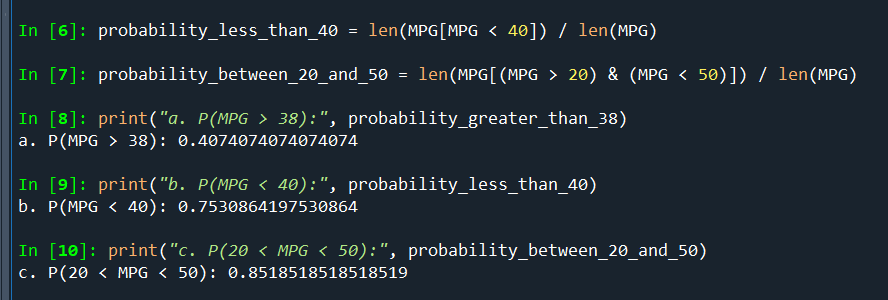 In [6]: probability_less_than_40 = len(MPG[MPG < 40]) / len(MPG)
In [7]: probability_between_20_and_50 = len(MPG[(MPG > 20) & (MPG < 50)]) / len(MPG)
In [8]: print("a. P(MPG > 38):", probability_greater_than_38)
a. P(MPG > 38): 0.4074074074074074
In [9]: print("b. P(MPG < 40):", probability_less_than_40)
b. P(MPG < 40): 0.7530864197530864
In [10]: print("c. P(20 < MPG < 50):", probability_between_20_and_50)
c. P(20 < MPG < 50): 0.8518518518518519